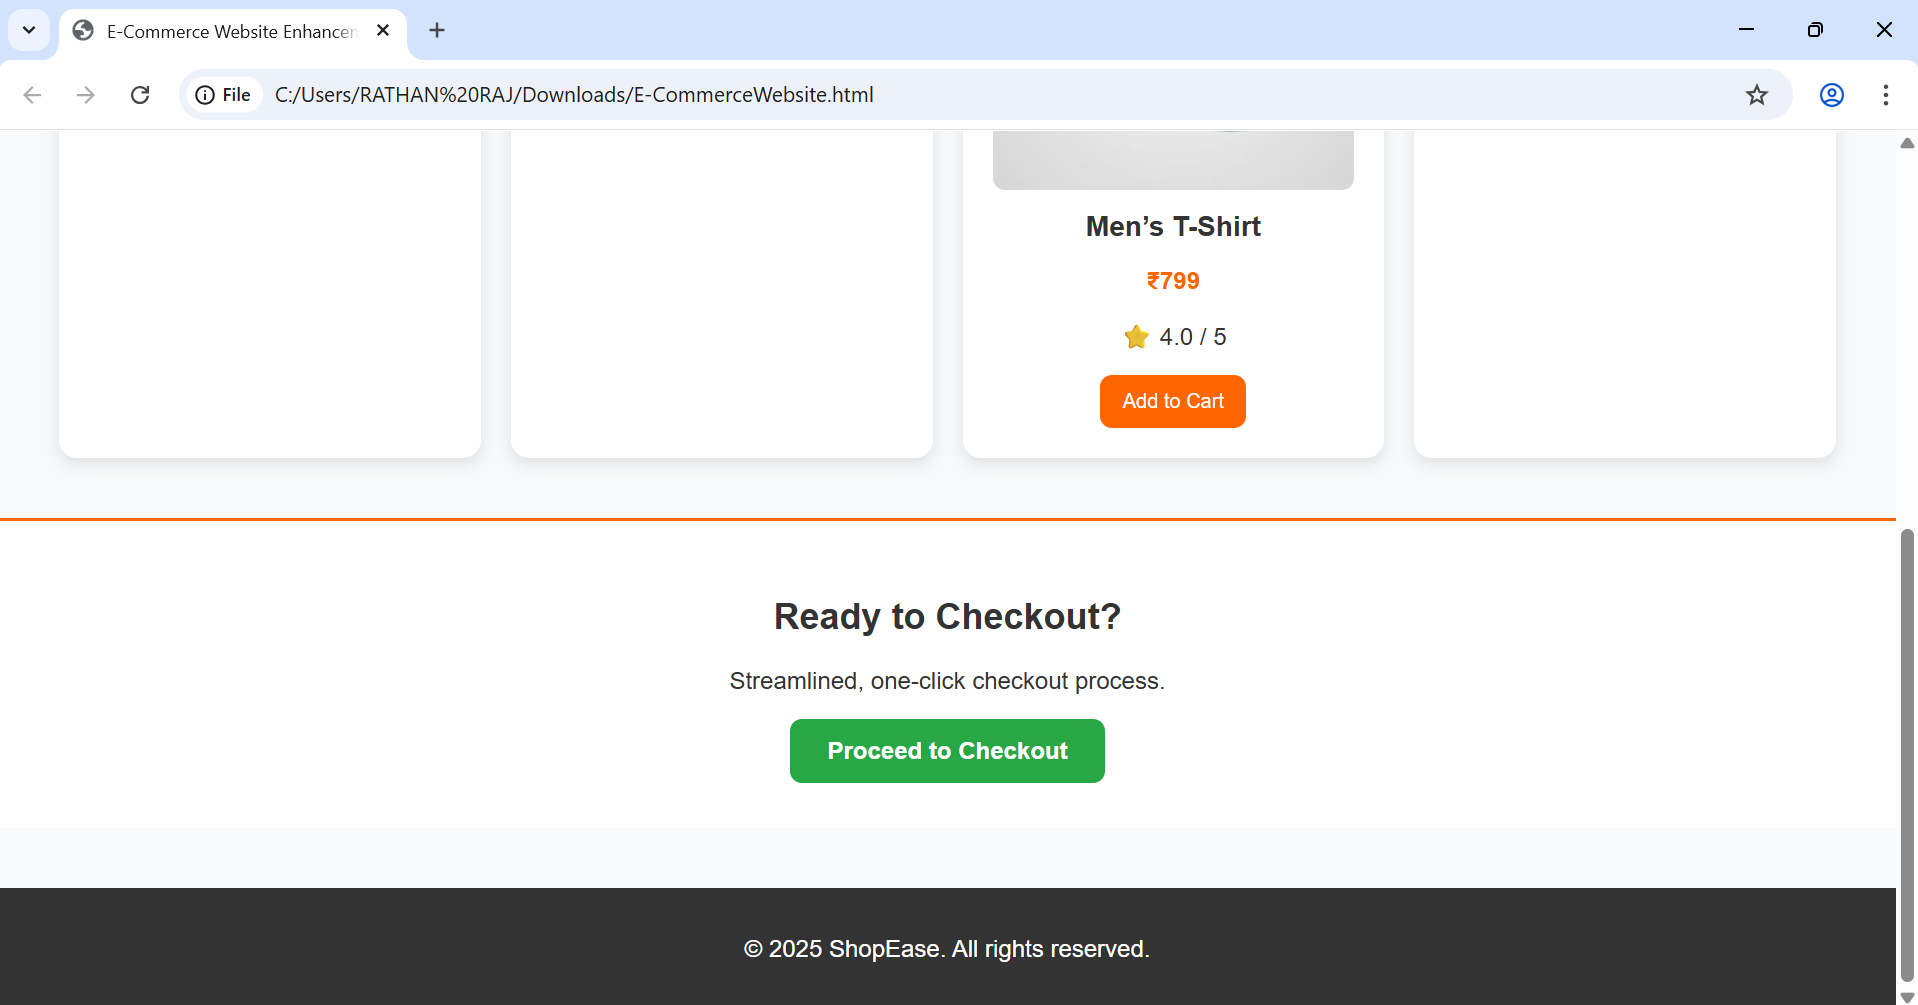 E-Commerce Website Enhancen
File
C:/Users/RATHAN%20RAJ/Downloads/E-CommerceWebsite.html
Men’s T-Shirt
₹799
⭐ 4.0 / 5
Add to Cart
Ready to Checkout?
Streamlined, one-click checkout process.
Proceed to Checkout
© 2025 ShopEase. All rights reserved.